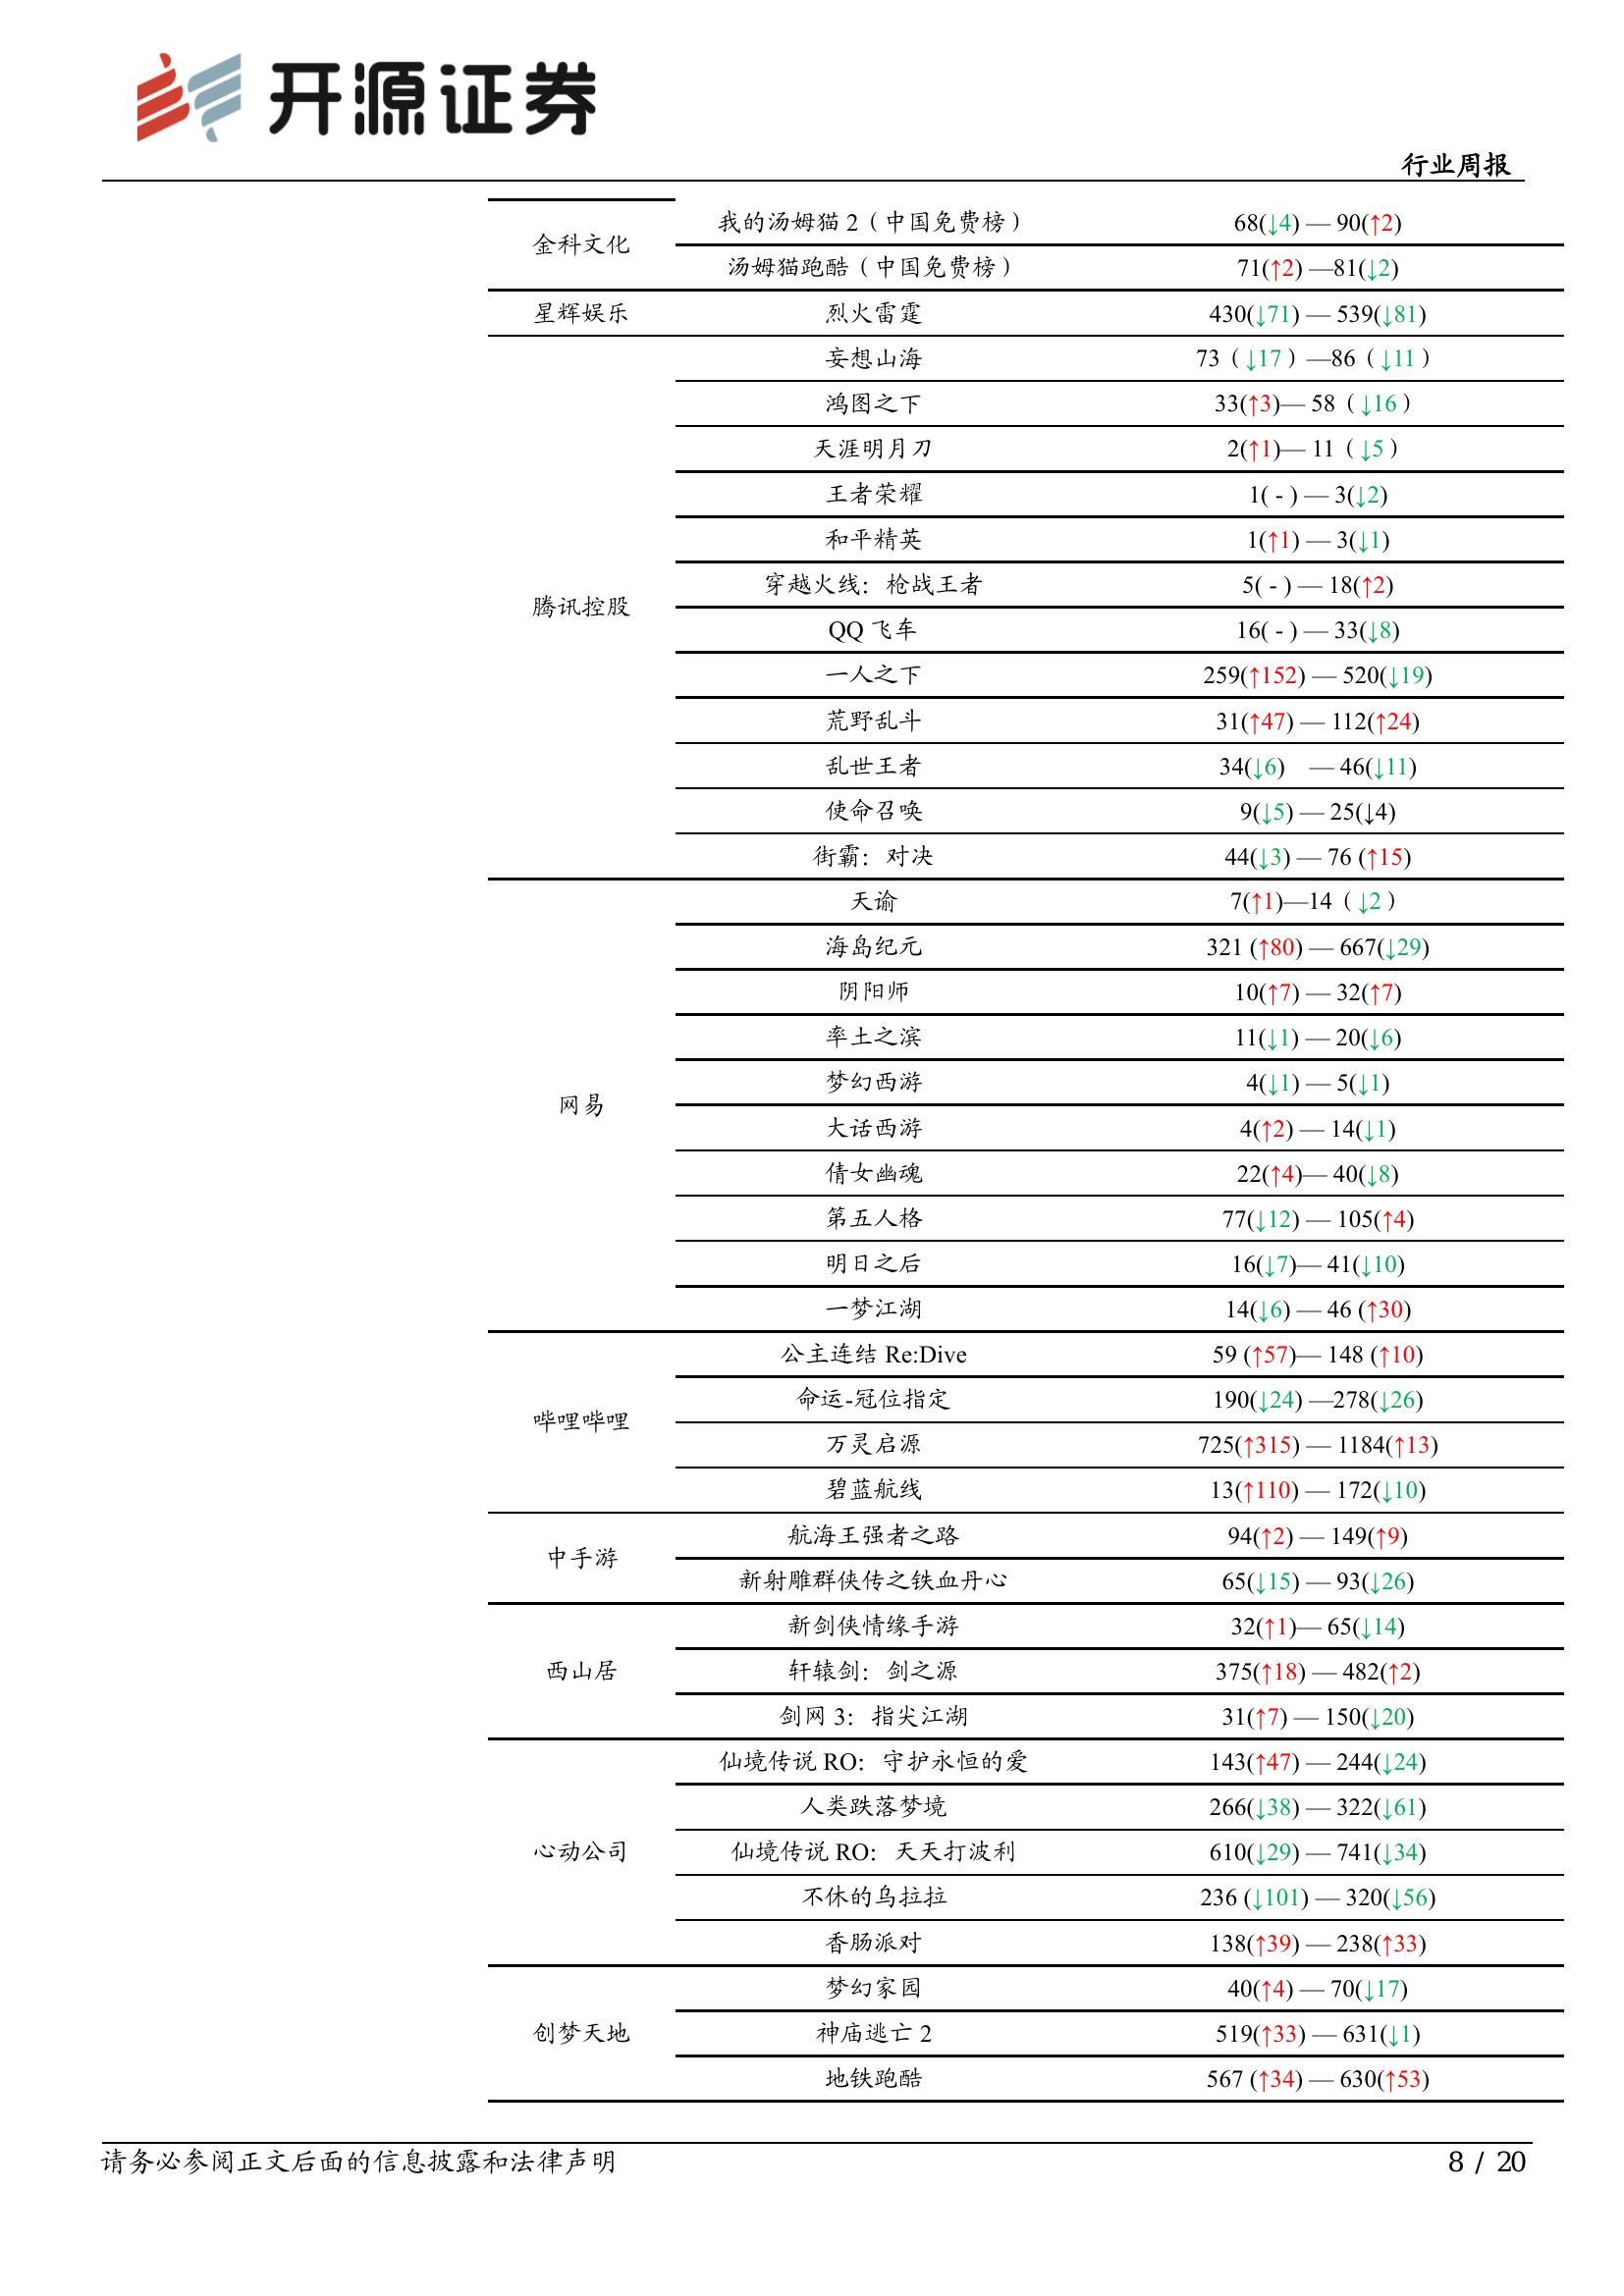 开源证券
行业周报
金科文化
我的汤姆猫 2（中国免费榜） 68(↓4) — 90(↑2)
汤姆猫跑酷（中国免费榜） 71(↑2) —81(↓2)
星辉娱乐 烈火雷霆 430(↓71) — 539(↓81)
腾讯控股
妄想山海 73（↓17）—86（↓11）
鸿图之下 33(↑3)— 58（↓16）
天涯明月刀 2(↑1)— 11（↓5）
王者荣耀 1( - ) — 3(↓2)
和平精英 1(↑1) — 3(↓1)
穿越火线：枪战王者 5( - ) — 18(↑2)
QQ 飞车 16( - ) — 33(↓8)
一人之下 259(↑152) — 520(↓19)
荒野乱斗 31(↑47) — 112(↑24)
乱世王者 34(↓6) — 46(↓11)
使命召唤 9(↓5) — 25(↓4)
街霸：对决 44(↓3) — 76 (↑15)
网易
天谕 7(↑1)—14（↓2）
海岛纪元 321 (↑80) — 667(↓29)
阴阳师 10(↑7) — 32(↑7)
率土之滨 11(↓1) — 20(↓6)
梦幻西游 4(↓1) — 5(↓1)
大话西游 4(↑2) — 14(↓1)
倩女幽魂 22(↑4)— 40(↓8)
第五人格 77(↓12) — 105(↑4)
明日之后 16(↓7)— 41(↓10)
一梦江湖 14(↓6) — 46 (↑30)
哔哩哔哩
公主连结 Re:Dive 59 (↑57)— 148 (↑10)
命运-冠位指定 190(↓24) —278(↓26)
万灵启源 725(↑315) — 1184(↑13)
碧蓝航线 13(↑110) — 172(↓10)
中手游
航海王强者之路 94(↑2) — 149(↑9)
新射雕群侠传之铁血丹心 65(↓15) — 93(↓26)
西山居
新剑侠情缘手游 32(↑1)— 65(↓14)
轩辕剑：剑之源 375(↑18) — 482(↑2)
剑网 3：指尖江湖 31(↑7) — 150(↓20)
心动公司
仙境传说 RO：守护永恒的爱 143(↑47) — 244(↓24)
人类跌落梦境 266(↓38) — 322(↓61)
仙境传说 RO：天天打波利 610(↓29) — 741(↓34)
不休的乌拉拉 236 (↓101) — 320(↓56)
香肠派对 138(↑39) — 238(↑33)
创梦天地
梦幻家园 40(↑4) — 70(↓17)
神庙逃亡 2 519(↑33) — 631(↓1)
地铁跑酷 567 (↑34) — 630(↑53)
请务必参阅正文后面的信息披露和法律声明 8 / 20